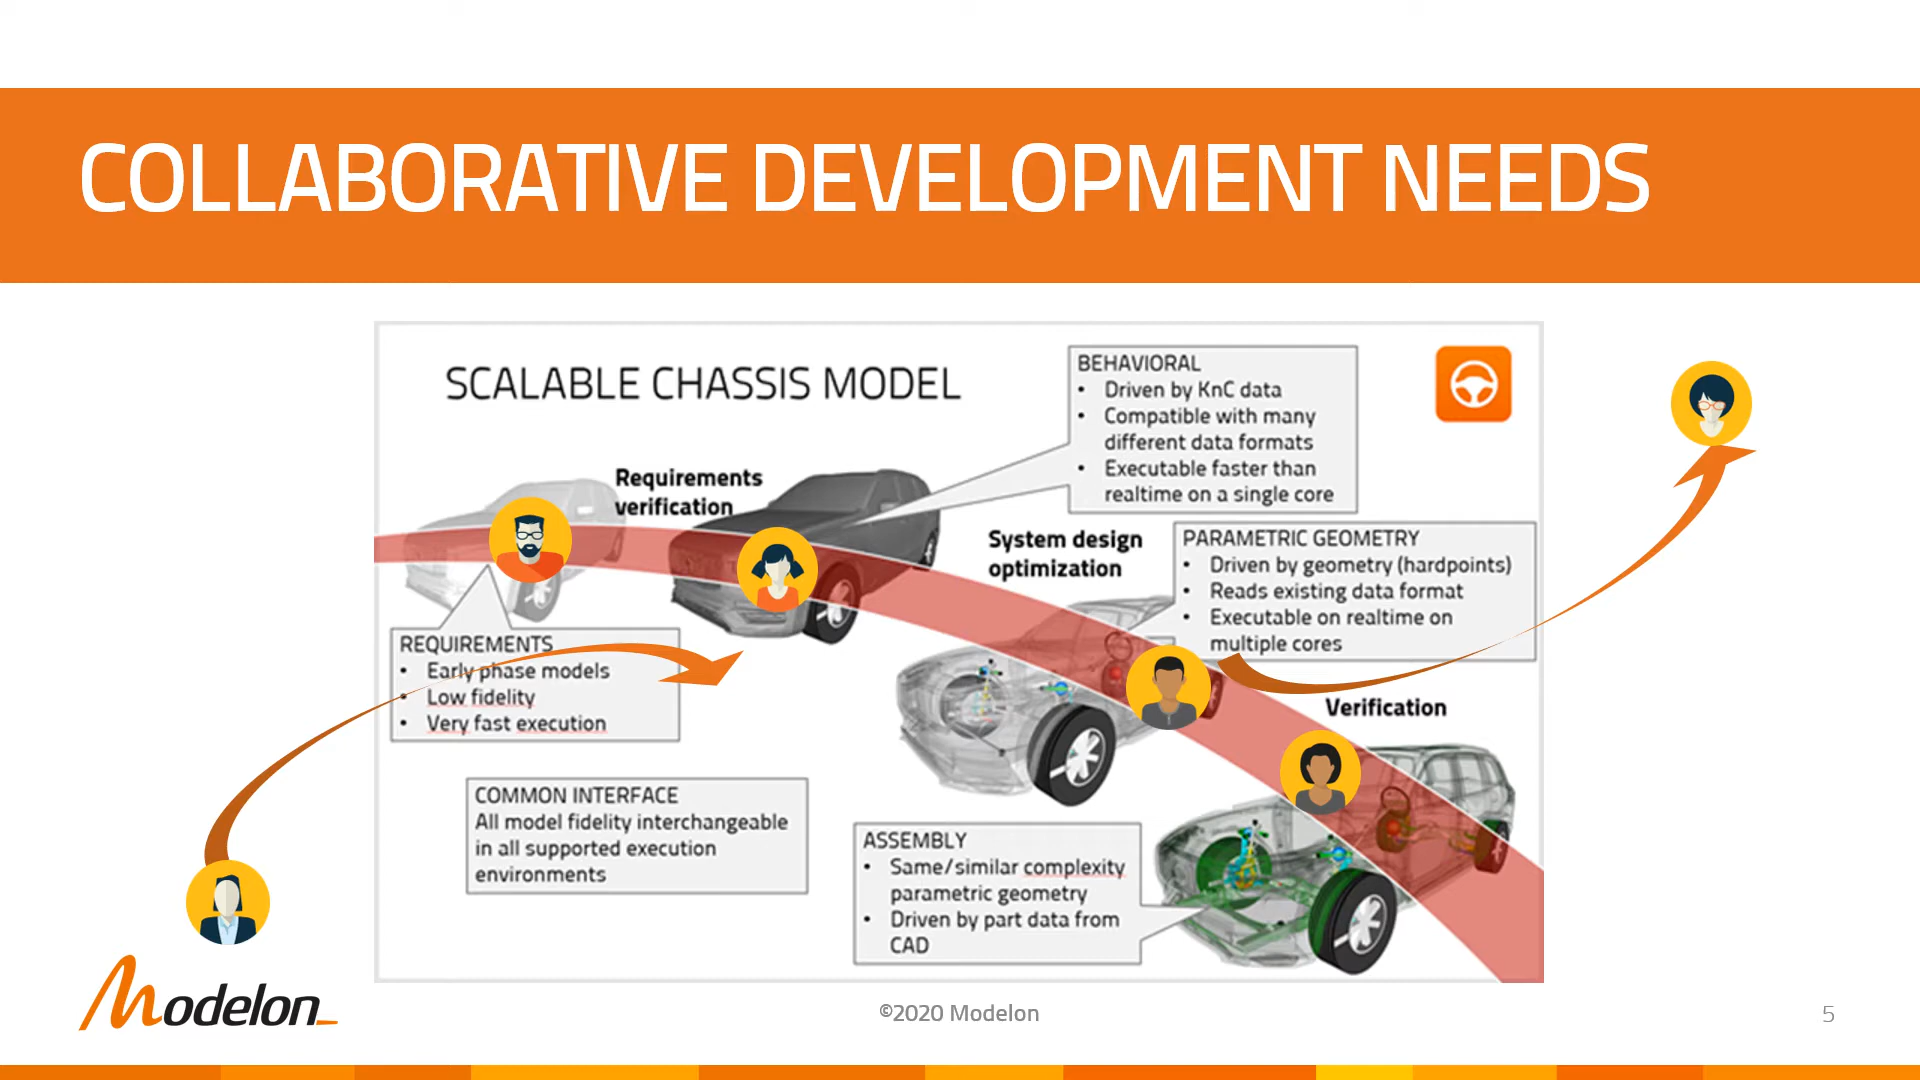 COLLABORATIVE DEVELOPMENT NEEDS
SCALABLE CHASSIS MODEL
BEHAVIORAL
• Driven by KnC data
• Compatible with many
different data formats
• Executable faster than
realtime on a single core
Requirements
verification
System design
optimization
PARAMETRIC GEOMETRY
• Driven by geometry (hardpoints)
• Reads existing data format
• Executable on realtime on
multiple cores
REQUIREMENTS
• Early phase models
• Low fidelity
• Very fast execution
Verification
COMMON INTERFACE
All model fidelity interchangeable
in all supported execution
environments
ASSEMBLY
• Same/similar complexity
parametric geometry
• Driven by part data from
CAD
Modelon
©2020 Modelon
5